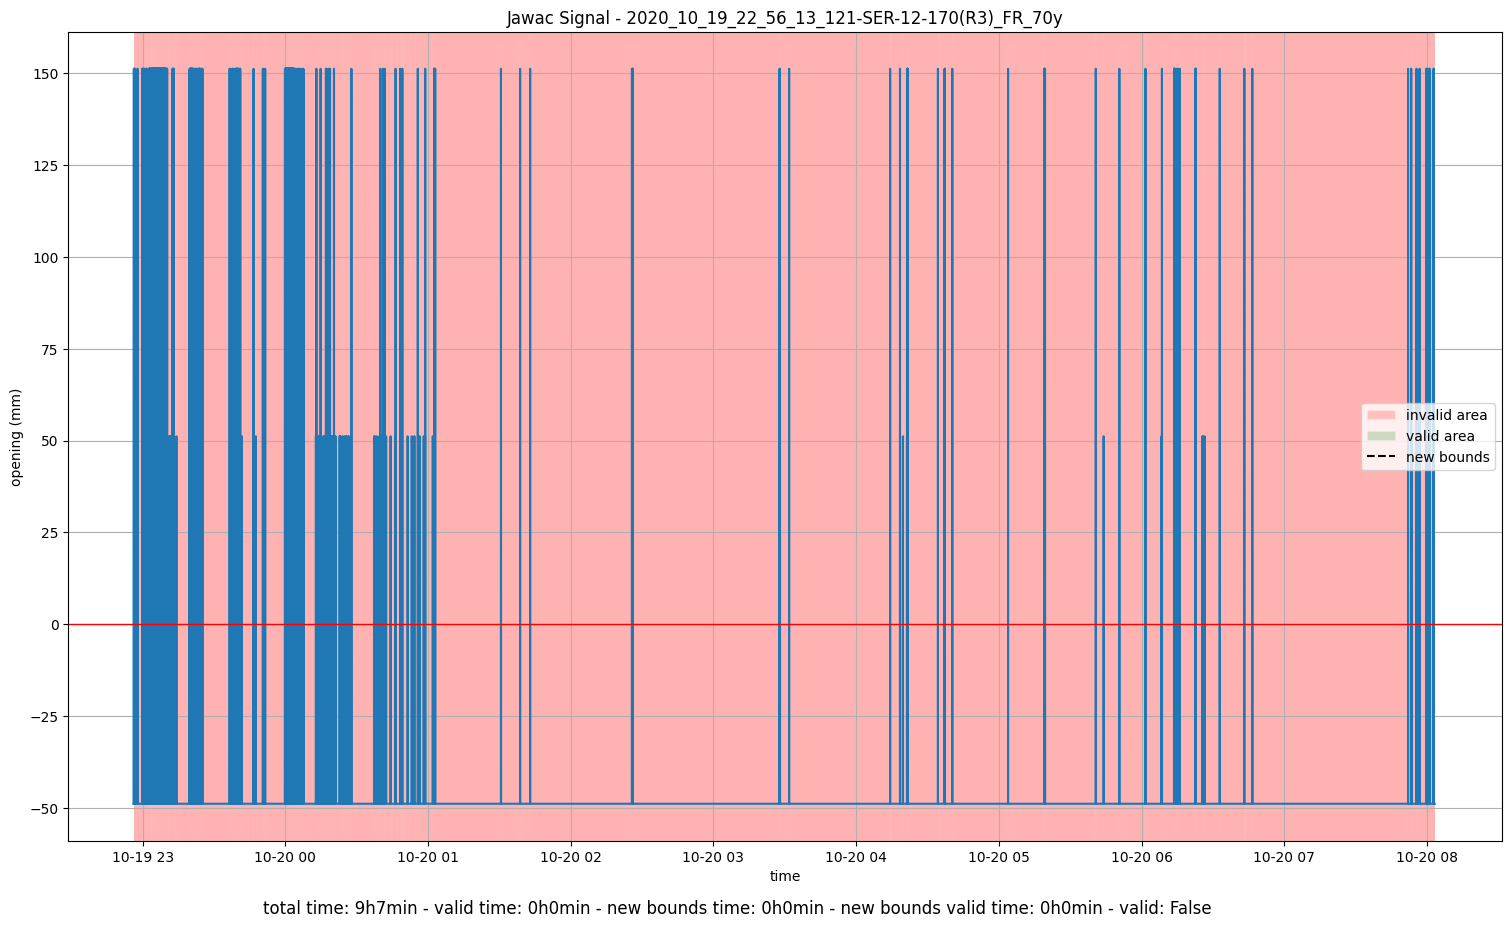 Jawac Signal - 2020_10_19_22_56_13_121-SER-12-170(R3)_FR_70y
150
125
100
75
50
25
0
−25
−50
opening (mm)
invalid area
valid area
new bounds
10-19 23
10-20 00
10-20 01
10-20 02
10-20 03
10-20 04
10-20 05
10-20 06
10-20 07
10-20 08
time
total time: 9h7min - valid time: 0h0min - new bounds time: 0h0min - new bounds valid time: 0h0min - valid: False